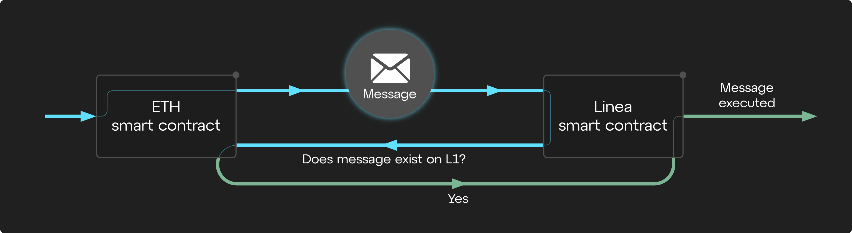 Message
ETH
smart contract
Linea
smart contract
Message
executed
Does message exist on L1?
Yes